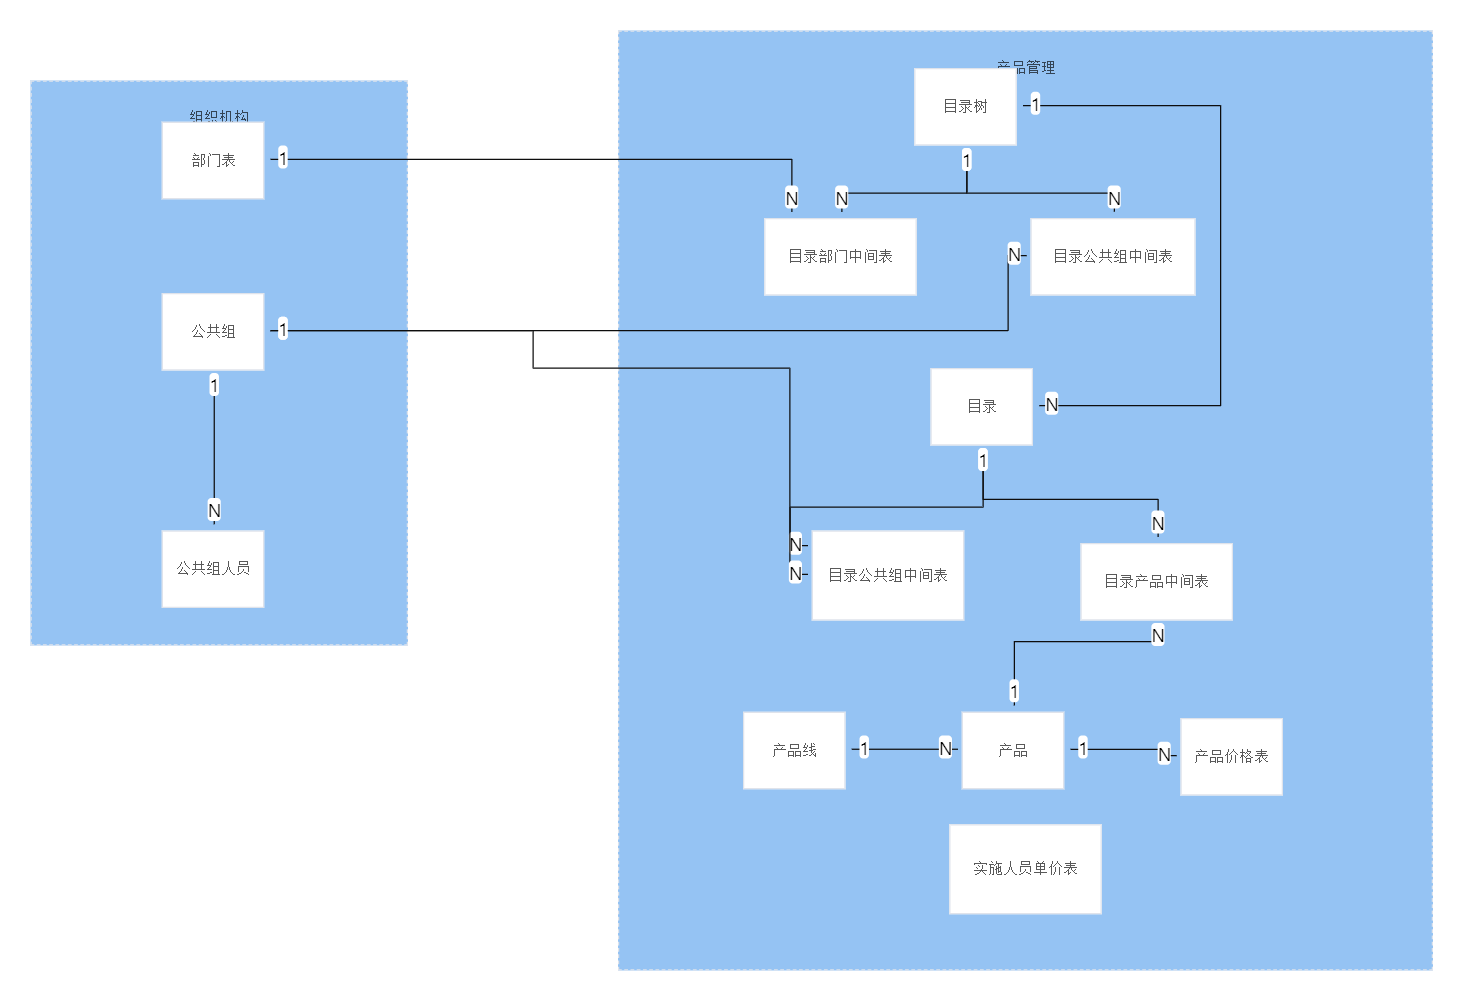 产品管理
目录树
1
1
组织机构
部门表
1
N
N
N
目录部门中间表
目录公共组中间表
N
公共组
1
1
目录
N
1
公共组人员
N
N
N
目录公共组中间表
N
目录产品中间表
N
1
产品线
1
N
产品
1
N
产品价格表
实施人员单价表